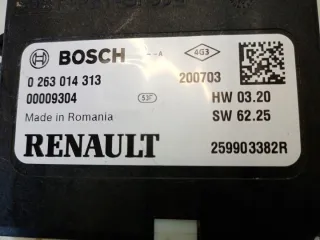 BOSCH -A 4G3
0 263 014 313 200703
00009304 53F HW 03.20
Made in Romania SW 62.25
RENAULT 259903382R